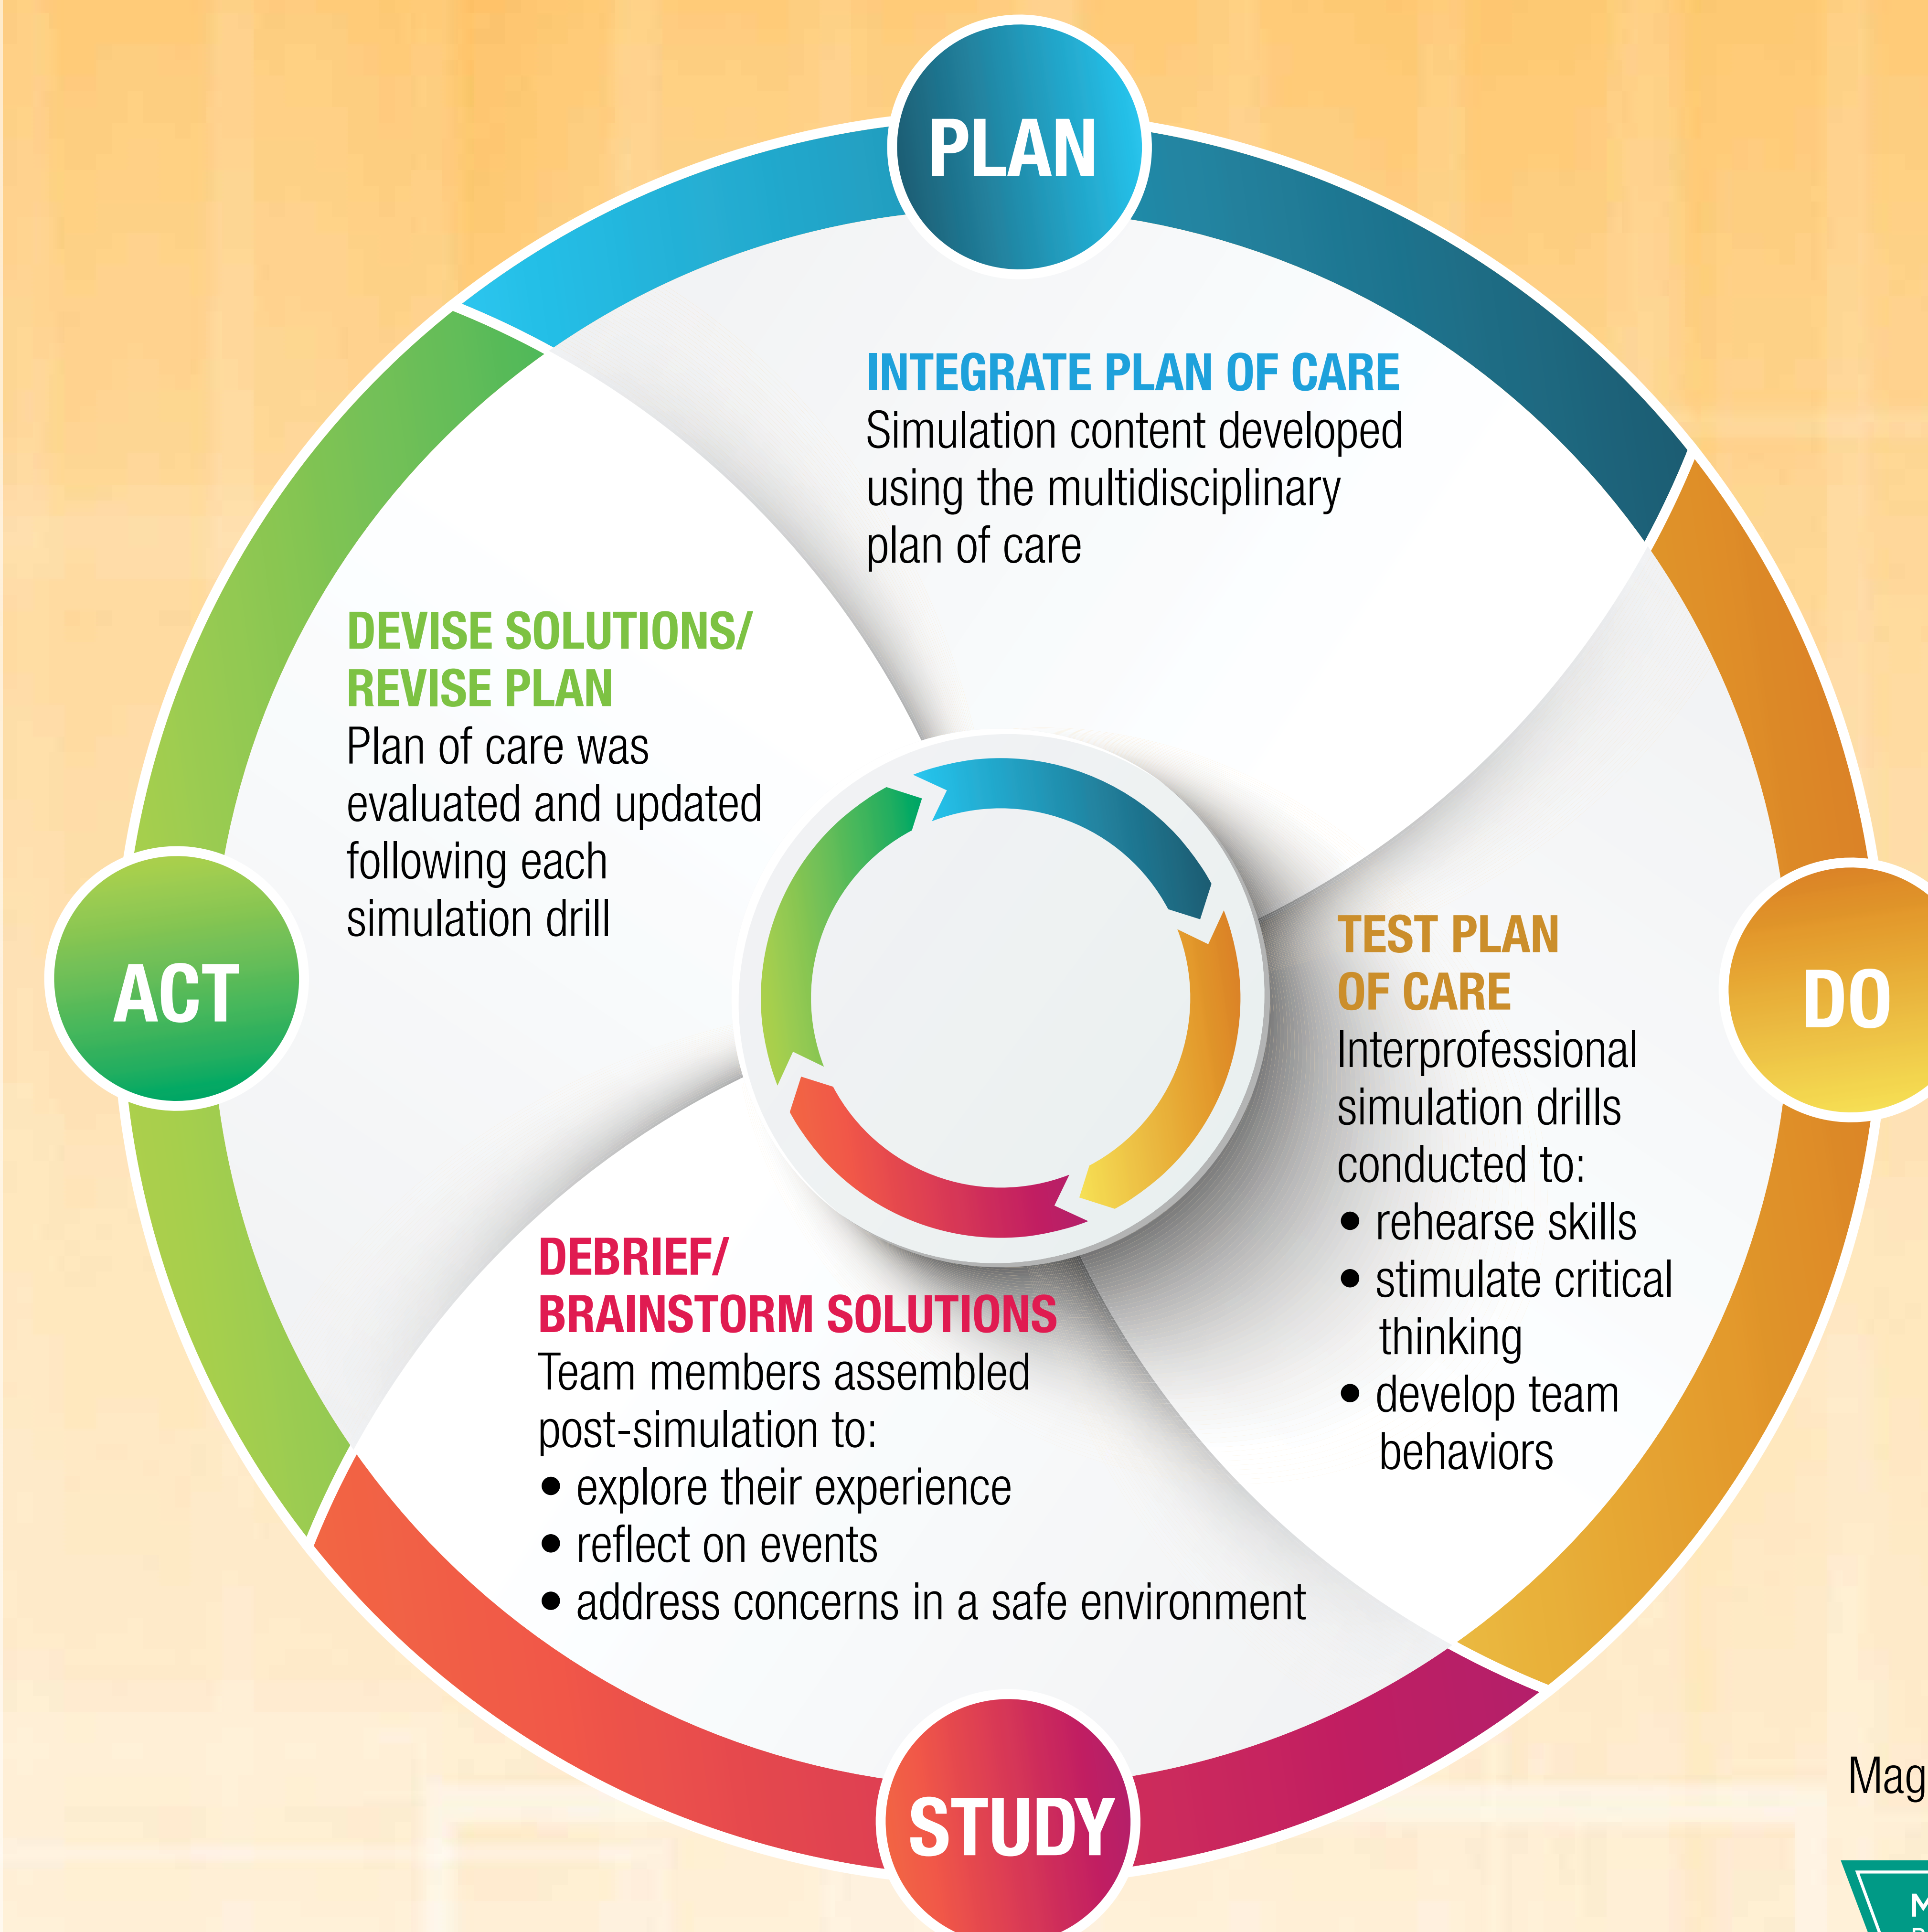 PLAN
INTEGRATE PLAN OF CARE
Simulation content developed
using the multidisciplinary
plan of care
DO
TEST PLAN
OF CARE
Interprofessional
simulation drills
conducted to:
• rehearse skills
• stimulate critical
thinking
• develop team
behaviors
STUDY
DEBRIEF/
BRAINSTORM SOLUTIONS
Team members assembled
post-simulation to:
• explore their experience
• reflect on events
• address concerns in a safe environment
ACT
DEVISE SOLUTIONS/
REVISE PLAN
Plan of care was
evaluated and updated
following each
simulation drill
Mag